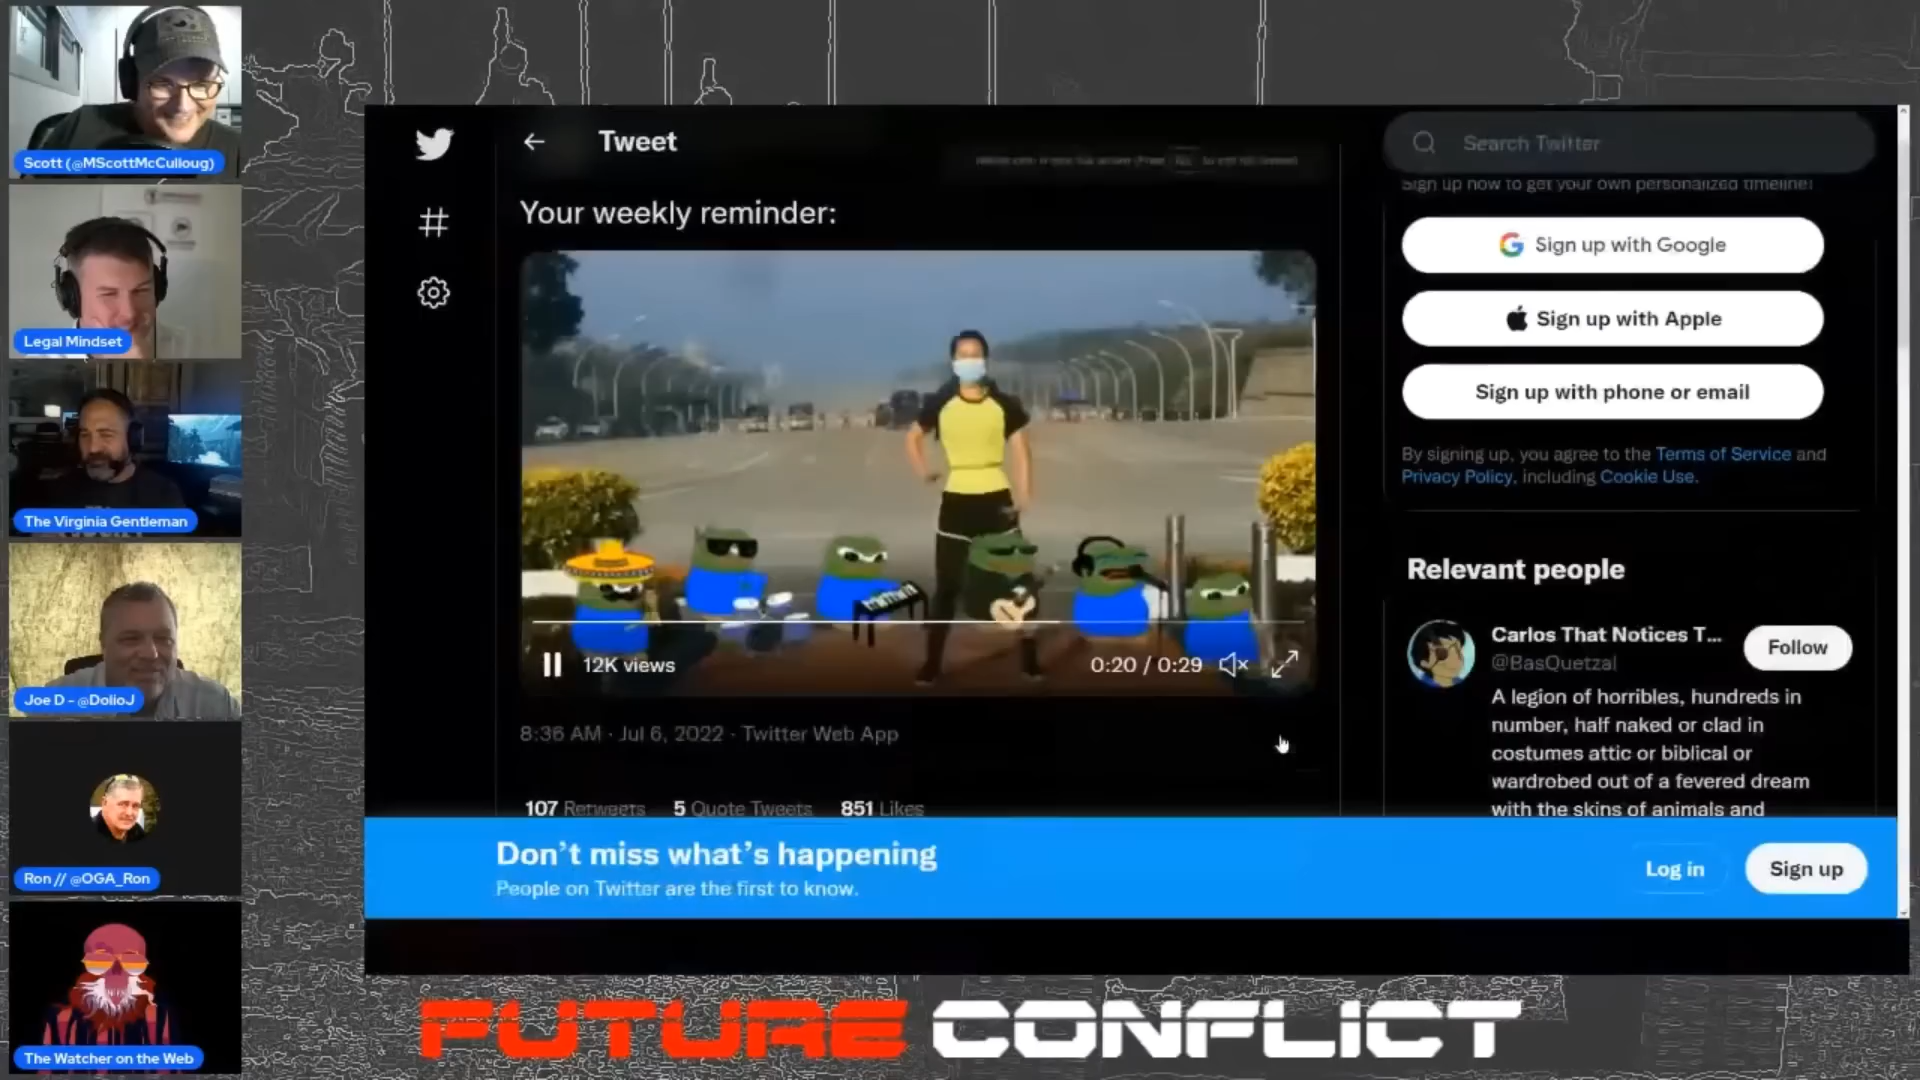 Scott (@MScottMcCulloug)
Legal Mindset
The Virginia Gentleman
Joe D - @DolioJ
Ron // @OGA_Ron
The Watcher on the Web
Tweet
Your weekly reminder:
12K views
0:20 / 0:29
8:36 AM · Jul 6, 2022 · Twitter Web App
107 Retweets 5 Quote Tweets 851 Likes
Search Twitter
Sign up now to get your own personalized timeline!
Sign up with Google
Sign up with Apple
Sign up with phone or email
By signing up, you agree to the Terms of Service and
Privacy Policy, including Cookie Use.
Relevant people
Carlos That Notices T...
@BasQuetzal
Follow
A legion of horribles, hundreds in
number, half naked or clad in
costumes attic or biblical or
wardrobed out of a fevered dream
with the skins of animals and
Don't miss what's happening
People on Twitter are the first to know.
Log in
Sign up
FUTURE CONFLICT